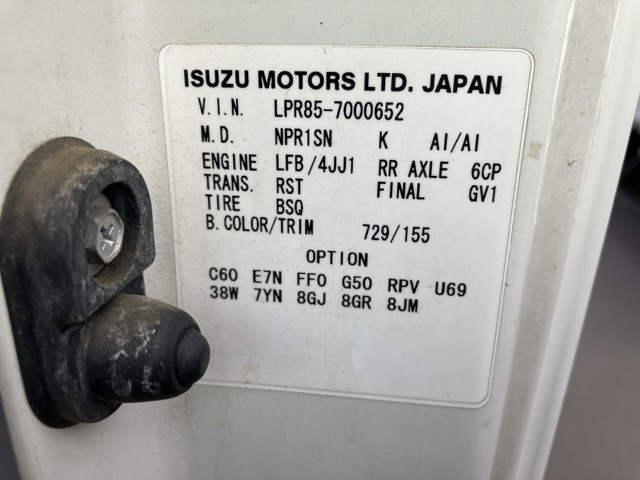 ISUZU MOTORS LTD. JAPAN
V.I.N. LPR85-7000652
M.D. NPR1SN K AI/AI
ENGINE LFB/4JJ1 RR AXLE 6CP
TRANS. RST FINAL GV1
TIRE BSQ
B.COLOR/TRIM 729/155
OPTION
C60 E7N FF0 G50 RPV U69
38W 7YN 8GJ 8GR 8JM